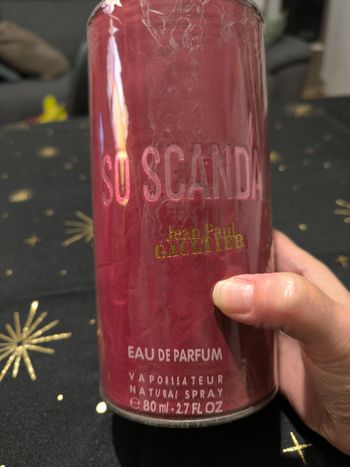 SO SCANDA
Jean Paul
GAULTIER
EAU DE PARFUM
VAPORISATEUR
NATURAL SPRAY
℮ 80 ml - 2.7 FL OZ